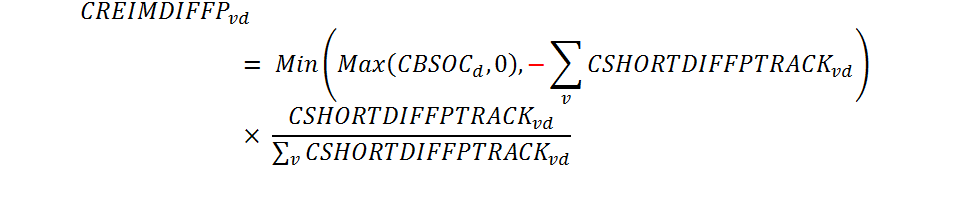 CREIMDIFFP_vd
= Min(Max(CBSOC_d, 0), −∑_v CSHORTDIFFPTRACK_vd)
× CSHORTDIFFPTRACK_vd
∑_v CSHORTDIFFPTRACK_vd